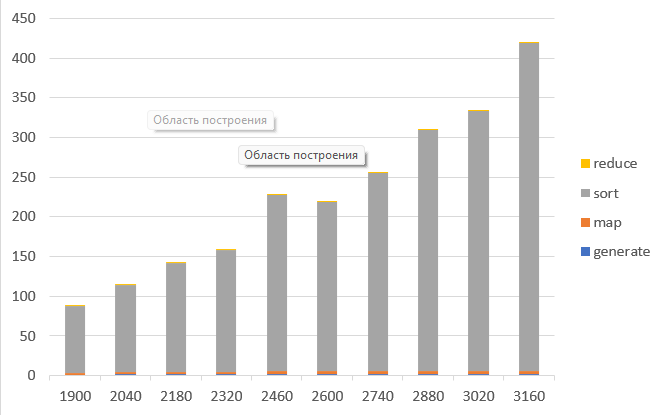 450
400
350
300
250
200
150
100
50
0
Область построения
Область построения
reduce
sort
map
generate
1900 2040 2180 2320 2460 2600 2740 2880 3020 3160